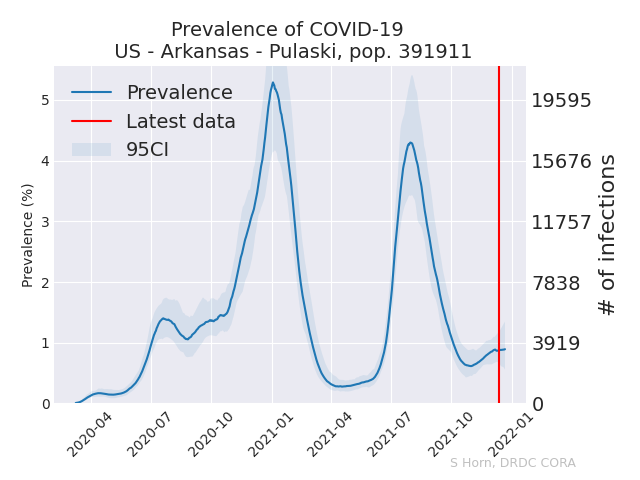 Prevalence of COVID-19
US - Arkansas - Pulaski, pop. 391911
Prevalence
Latest data
95CI
Prevalence (%)
5
4
3
2
1
0
19595
15676
11757
7838
3919
0
# of infections
2020-04
2020-07
2020-10
2021-01
2021-04
2021-07
2021-10
2022-01
S Horn, DRDC CORA